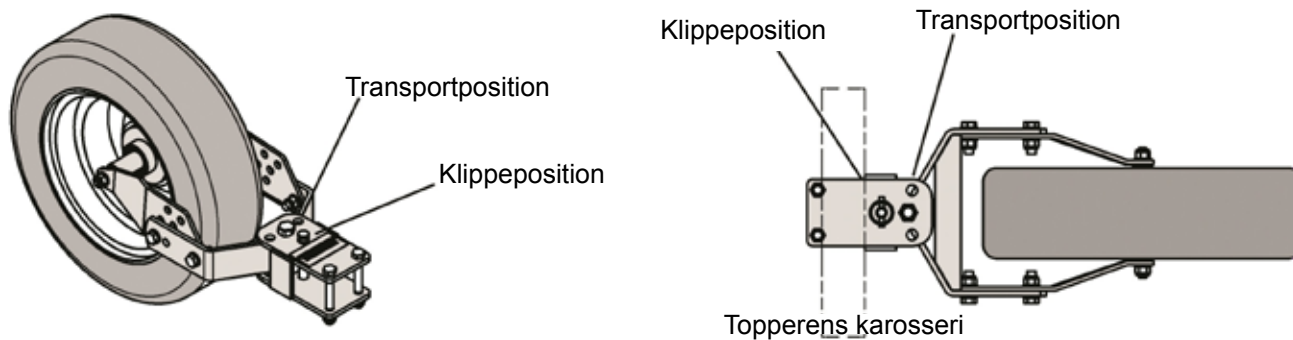 Transportposition
Klippeposition
Klippeposition
Transportposition
Topperens karosseri